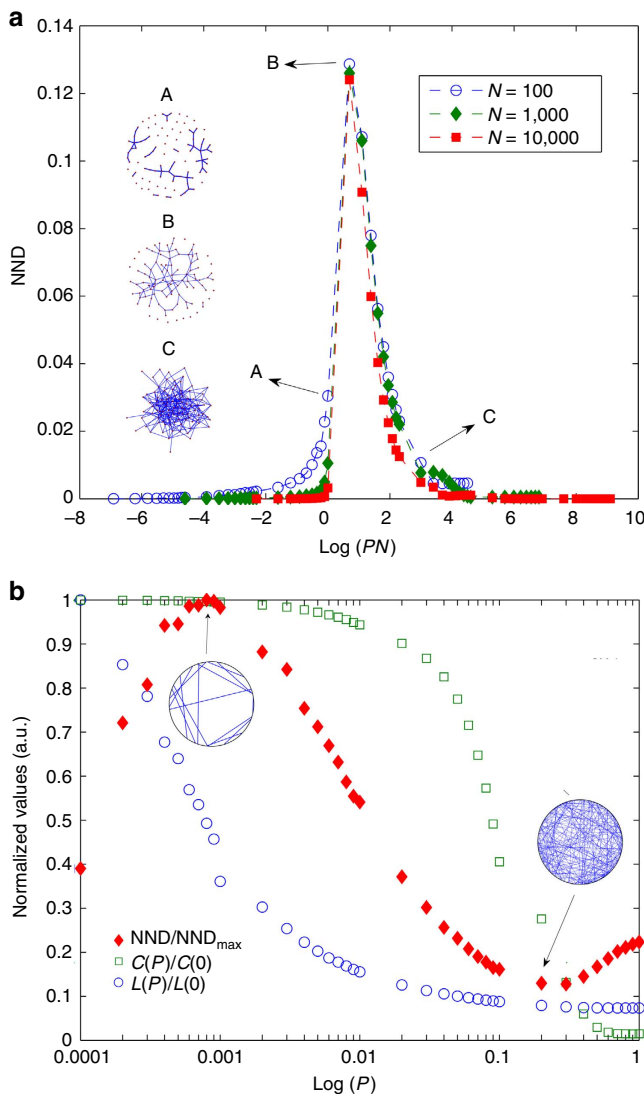 a
0.14
0.12
0.1
0.08
0.06
0.04
0.02
0
NND
−8
−6
−4
−2
0
2
4
6
8
10
Log (PN)
A
B
C
B
A
C
N = 100
N = 1,000
N = 10,000
b
1
0.9
0.8
0.7
0.6
0.5
0.4
0.3
0.2
0.1
0
Normalized values (a.u.)
NND/NNDmax
C(P)/C(0)
L(P)/L(0)
0.0001
0.001
0.01
0.1
1
Log (P)